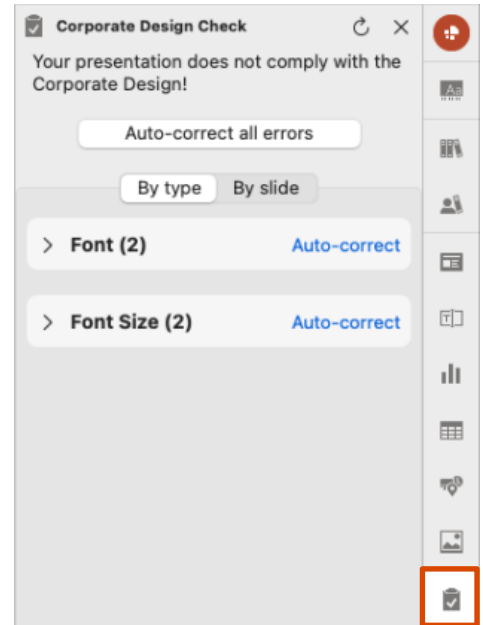 Corporate Design Check
Your presentation does not comply with the
Corporate Design!
Auto-correct all errors
By type By slide
Font (2) Auto-correct
Font Size (2) Auto-correct
Aa
T